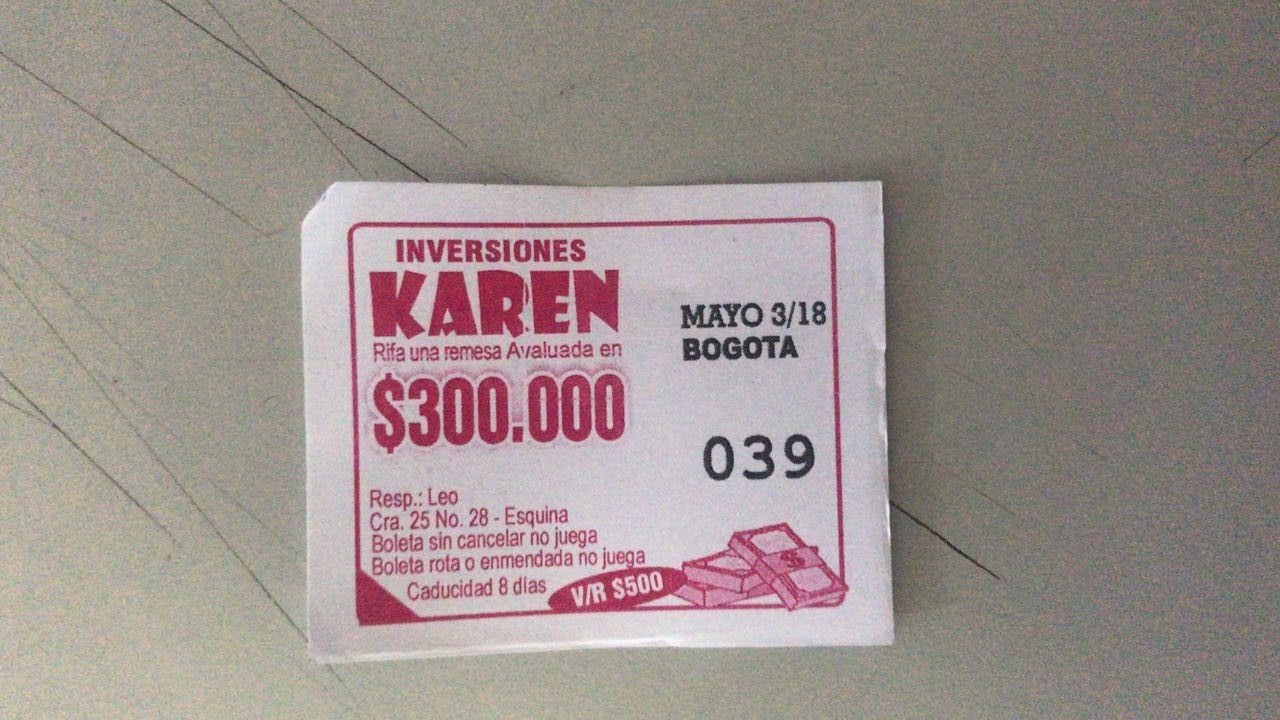 INVERSIONES
KAREN
Rifa una remesa Avaluada en
$300.000
MAYO 3/18
BOGOTA
039
Resp.: Leo
Cra. 25 No. 28 - Esquina
Boleta sin cancelar no juega
Boleta rota o enmendada no juega
Caducidad 8 días
V/R $500
$